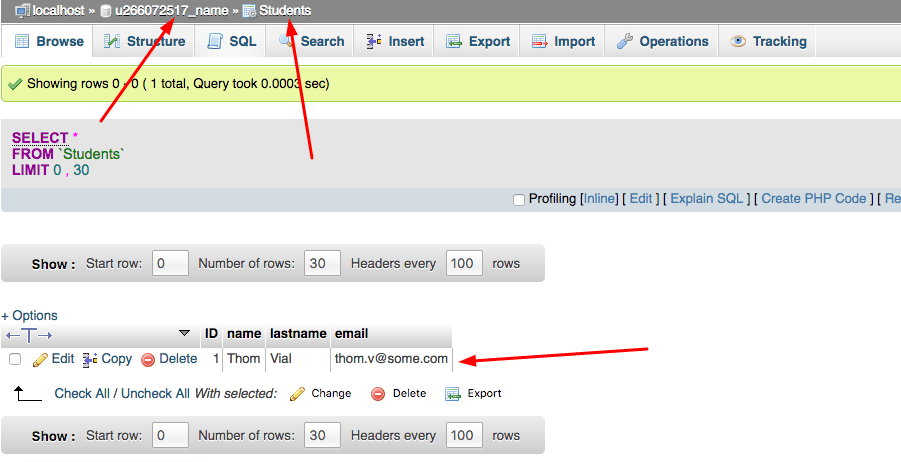 localhost » u266072517_name » Students
Browse Structure SQL Search Insert Export Import Operations Tracking
Showing rows 0 - 0 ( 1 total, Query took 0.0003 sec)
SELECT *
FROM `Students`
LIMIT 0 , 30
Profiling [Inline] [ Edit ] [ Explain SQL ] [ Create PHP Code ] [ Re
Show : Start row: 0 Number of rows: 30 Headers every 100 rows
+ Options
←T→ ID name lastname email
Edit Copy Delete 1 Thom Vial thom.v@some.com
Check All / Uncheck All With selected: Change Delete Export
Show : Start row: 0 Number of rows: 30 Headers every 100 rows